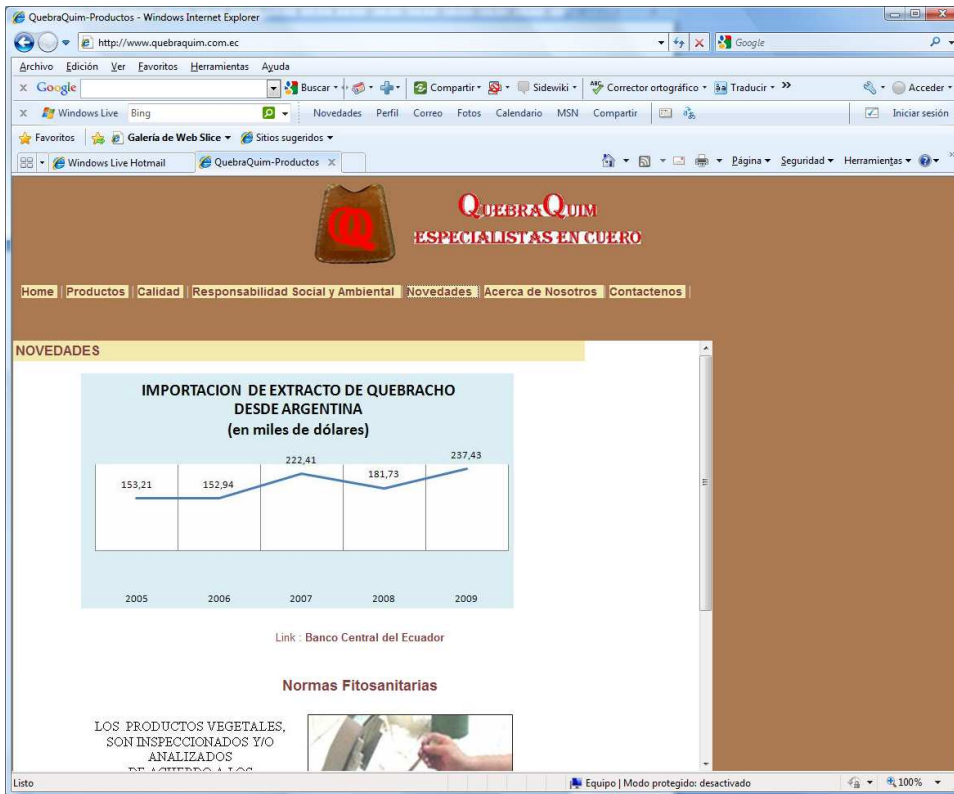 QuebraQuim-Productos - Windows Internet Explorer
http://www.quebraquim.com.ec
Google
Archivo Edición Ver Favoritos Herramientas Ayuda
x Google Buscar Compartir Sidewiki Corrector ortográfico Traducir » Acceder
x Windows Live Bing Novedades Perfil Correo Fotos Calendario MSN Compartir Iniciar sesión
Favoritos Galería de Web Slice Sitios sugeridos
Windows Live Hotmail QuebraQuim-Productos x Página Seguridad Herramientas »
QQ
QUEBRAQUIM
ESPECIALISTAS EN CUERO
Home | Productos | Calidad | Responsabilidad Social y Ambiental | Novedades | Acerca de Nosotros | Contactenos |
NOVEDADES
IMPORTACION DE EXTRACTO DE QUEBRACHO
DESDE ARGENTINA
(en miles de dólares)
153,21 152,94 222,41 181,73 237,43
2005 2006 2007 2008 2009
Link : Banco Central del Ecuador
Normas Fitosanitarias
LOS PRODUCTOS VEGETALES,
SON INSPECCIONADOS Y/O
ANALIZADOS
DE ACUERDO A LOS
Listo Equipo | Modo protegido: desactivado 100%